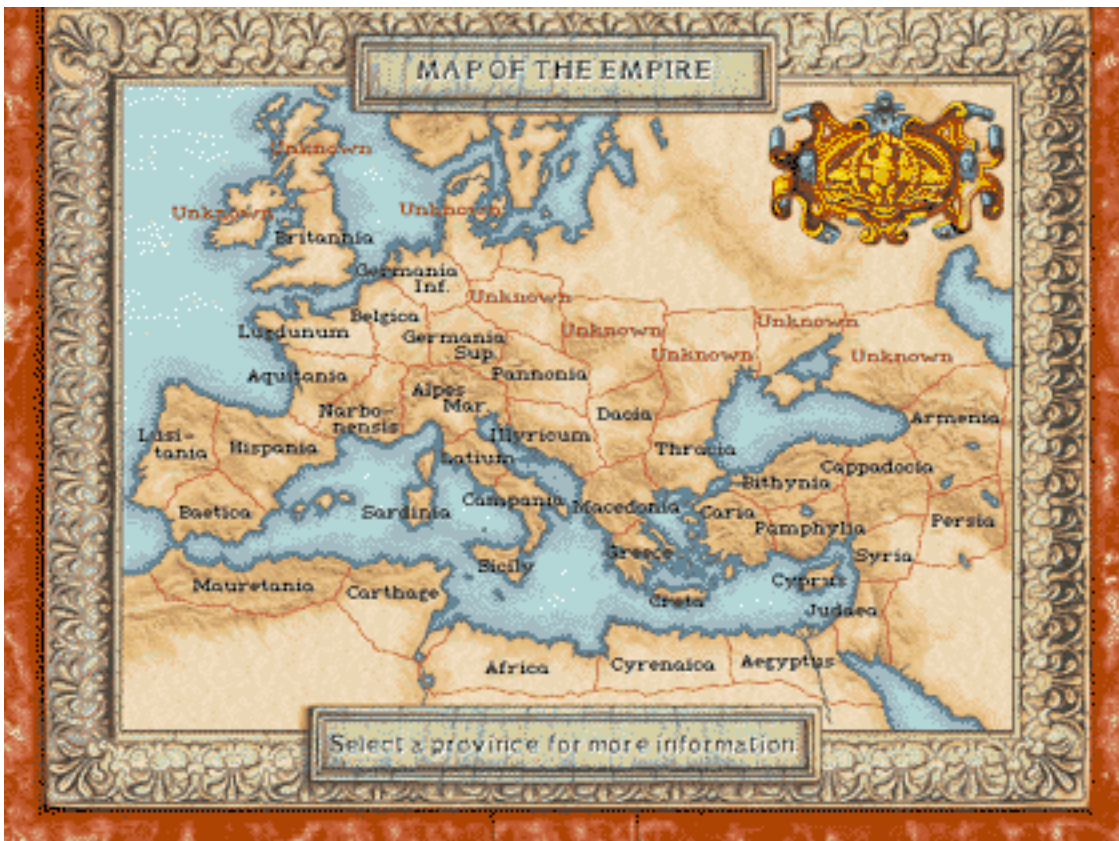 MAP OF THE EMPIRE
Unknown
Unknown
Unknown
Britannia
Germania
Inf.
Unknown
Belgica
Lugdunum
Germania
Sup.
Unknown
Unknown
Unknown
Unknown
Aquitania
Alpes
Mar.
Pannonia
Narbo-
nensis
Dacia
Armenia
Lusi-
tania
Hispania
Illyricum
Latium
Thracia
Cappadocia
Bithynia
Baetica
Sardinia
Campania
Macedonia
Caria
Pamphylia
Persia
Greece
Syria
Sicily
Cyprus
Mauretania
Carthage
Creta
Judaea
Africa
Cyrenaica
Aegyptus
Select a province for more information.